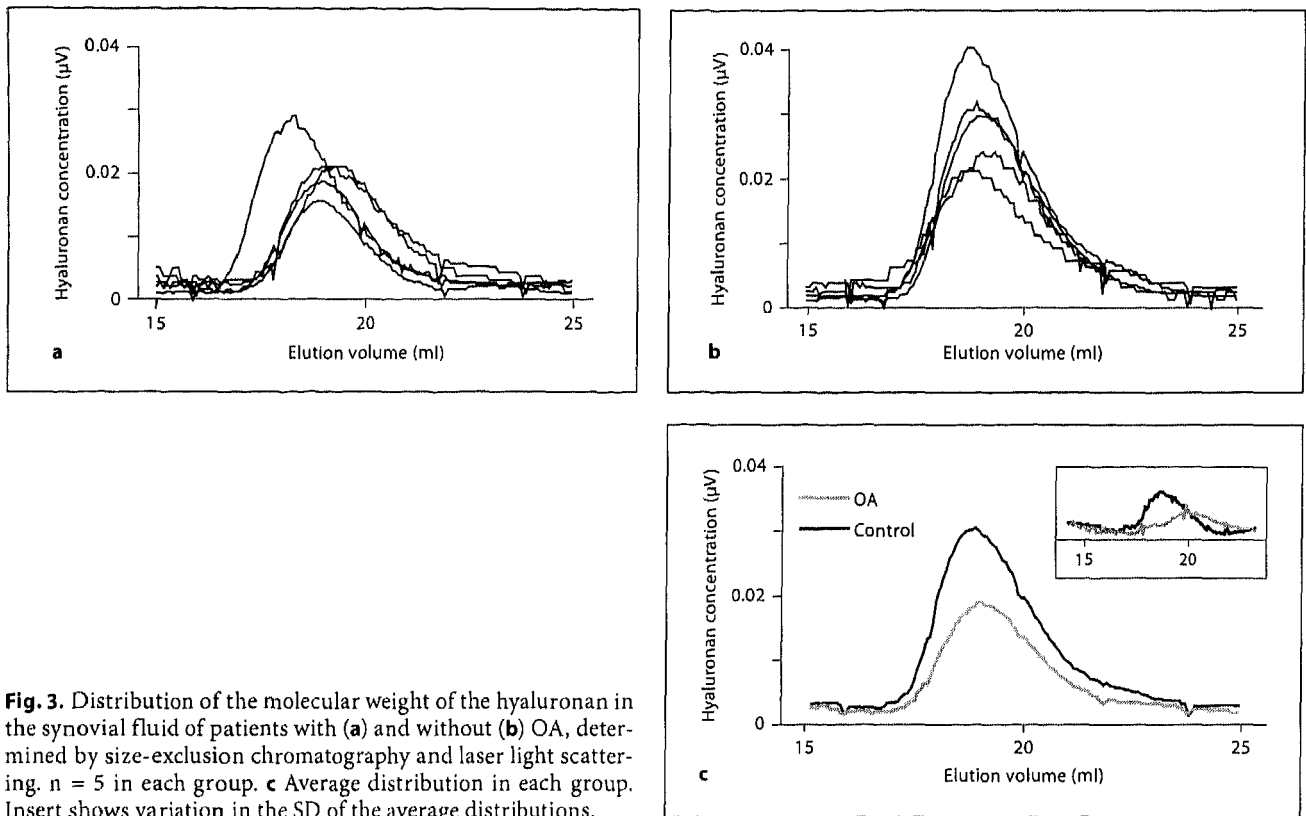 0.04
0.02
0
Hyaluronan concentration (μV)
15
20
25
Elution volume (ml)
a
0.04
0.02
0
Hyaluronan concentration (μV)
15
20
25
Elution volume (ml)
b
0.04
0.02
0
Hyaluronan concentration (μV)
OA
Control
15
20
15
20
25
Elution volume (ml)
c
Fig. 3. Distribution of the molecular weight of the hyaluronan in
the synovial fluid of patients with (a) and without (b) OA, deter-
mined by size-exclusion chromatography and laser light scatter-
ing. n = 5 in each group. c Average distribution in each group.
Insert shows variation in the SD of the average distributions.